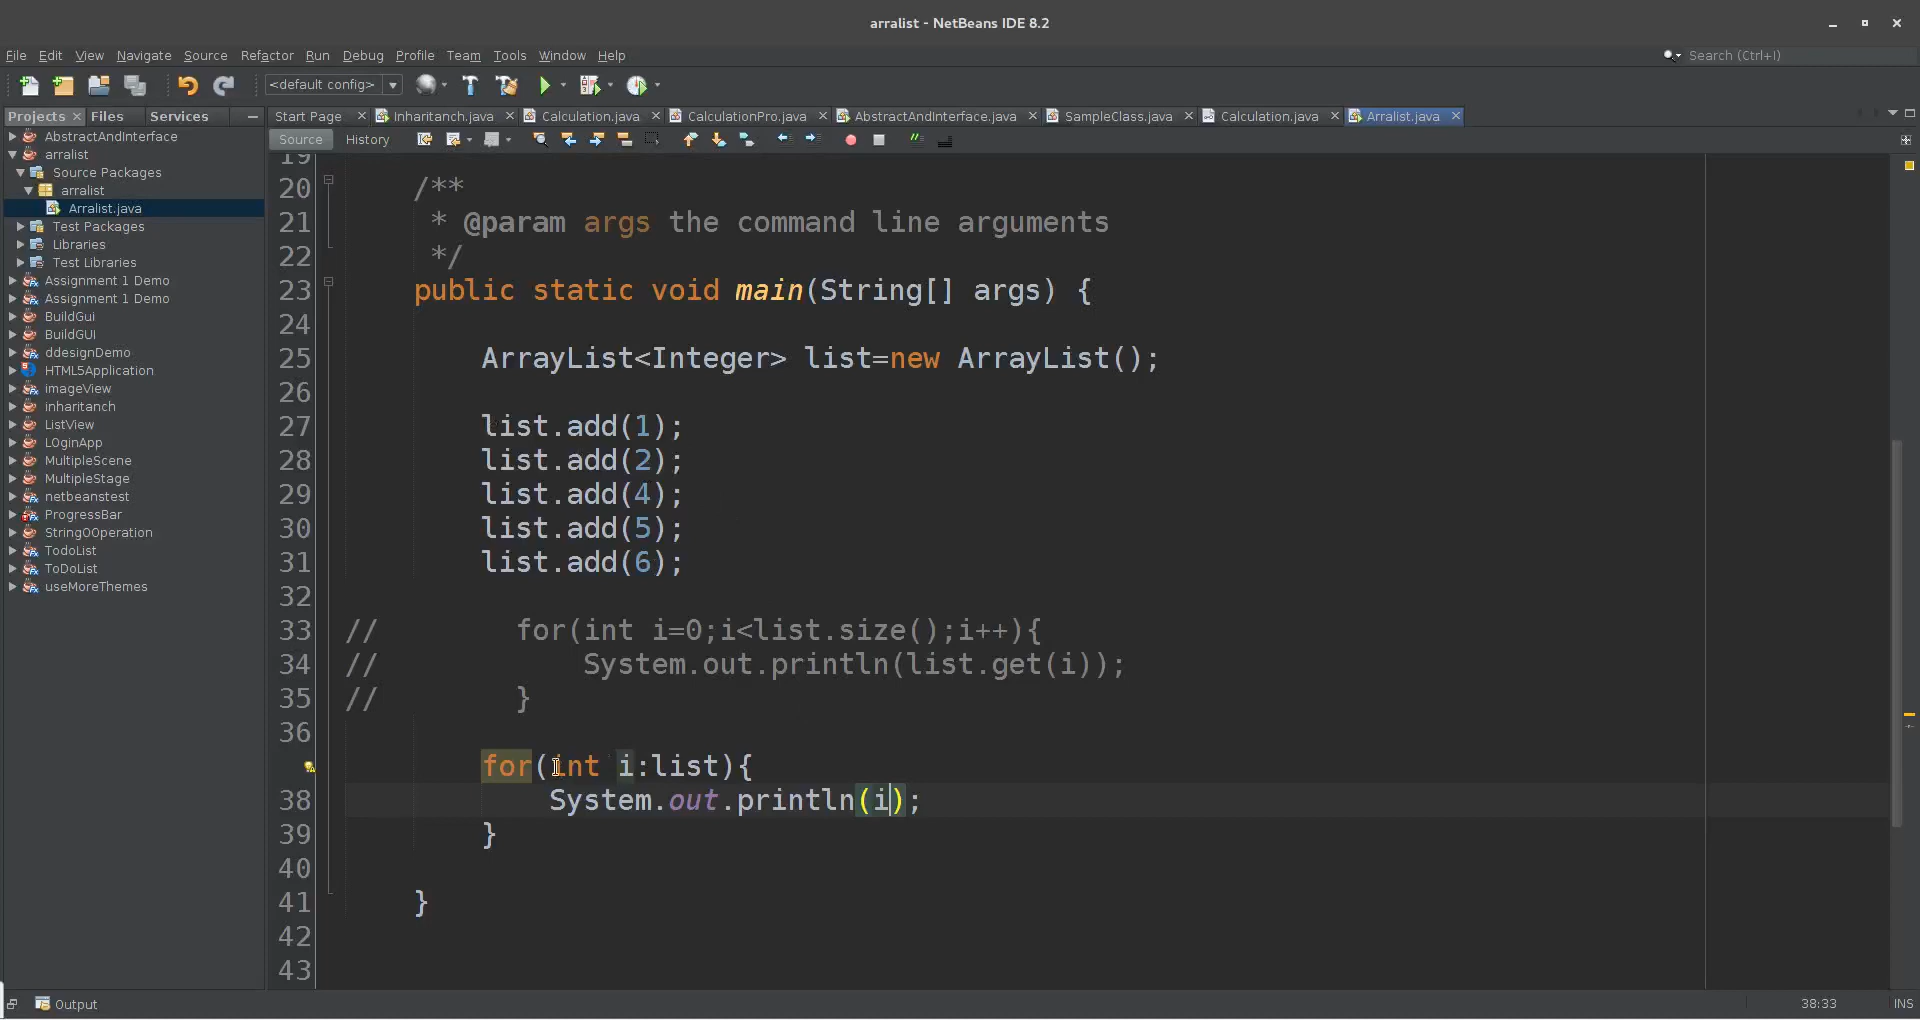 arralist - NetBeans IDE 8.2
File Edit View Navigate Source Refactor Run Debug Profile Team Tools Window Help
Search (Ctrl+I)
<default config>
Projects Files Services
Start Page Inharitanch.java Calculation.java CalculationPro.java AbstractAndInterface.java SampleClass.java Calculation.java Arralist.java
Source History
AbstractAndInterface
arralist
Source Packages
arralist
Arralist.java
Test Packages
Libraries
Test Libraries
Assignment 1 Demo
Assignment 1 Demo
BuildGui
BuildGUI
ddesignDemo
HTML5Application
imageView
inharitanch
ListView
LOginApp
MultipleScene
MultipleStage
netbeanstest
ProgressBar
StringOOperation
TodoList
ToDoList
useMoreThemes
19
20 /**
21 * @param args the command line arguments
22 */
23 public static void main(String[] args) {
24
25 ArrayList<Integer> list=new ArrayList();
26
27 list.add(1);
28 list.add(2);
29 list.add(4);
30 list.add(5);
31 list.add(6);
32
33 // for(int i=0;i<list.size();i++){
34 // System.out.println(list.get(i));
35 // }
36
for(int i:list){
38 System.out.println(i);
39 }
40
41 }
42
43
Output
38:33 INS